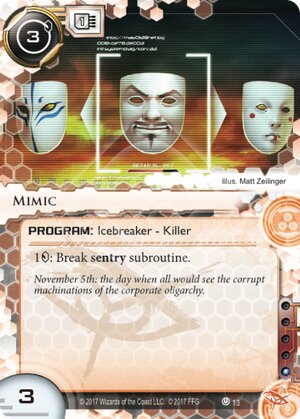 3
1
Illus. Matt Zeilinger
MIMIC
PROGRAM: Icebreaker - Killer
1: Break sentry subroutine.
November 5th: the day when all would see the corrupt
machinations of the corporate oligarchy.
3
© 2017 Wizards of the Coast LLC. © 2017 FFG
13